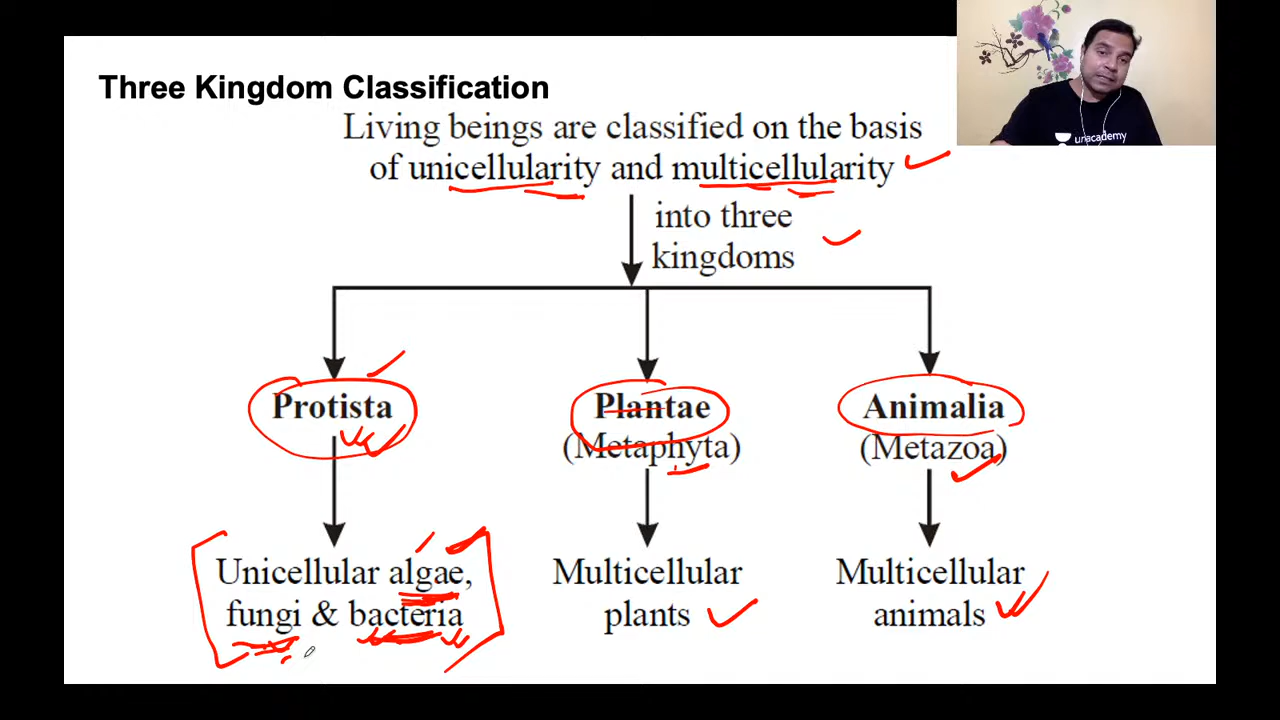 Three Kingdom Classification
Living beings are classified on the basis
of unicellularity and multicellularity
into three
kingdoms
Protista
Plantae
(Metaphyta)
Animalia
(Metazoa)
Unicellular algae,
fungi & bacteria
Multicellular
plants
Multicellular
animals
unacademy